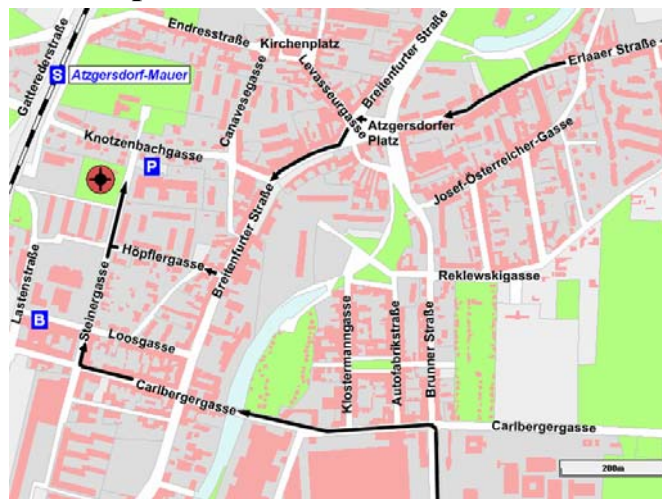 Endresstraße
Kirchenplatz
Breitenfurter Straße
Erlaaer Straße
Gatterederstraße
S
Atzgersdorf-Mauer
Canavesegasse
Levasseurgasse
Atzgersdorfer
Platz
Knotzenbachgasse
P
Josef-Österreicher-Gasse
Breitenfurter Straße
Höpflergasse
Reklewskigasse
Lastenstraße
Steinergasse
B
Loosgasse
Klostermanngasse
Autofabrikstraße
Brunner Straße
Carlbergergasse
Carlbergergasse
200m